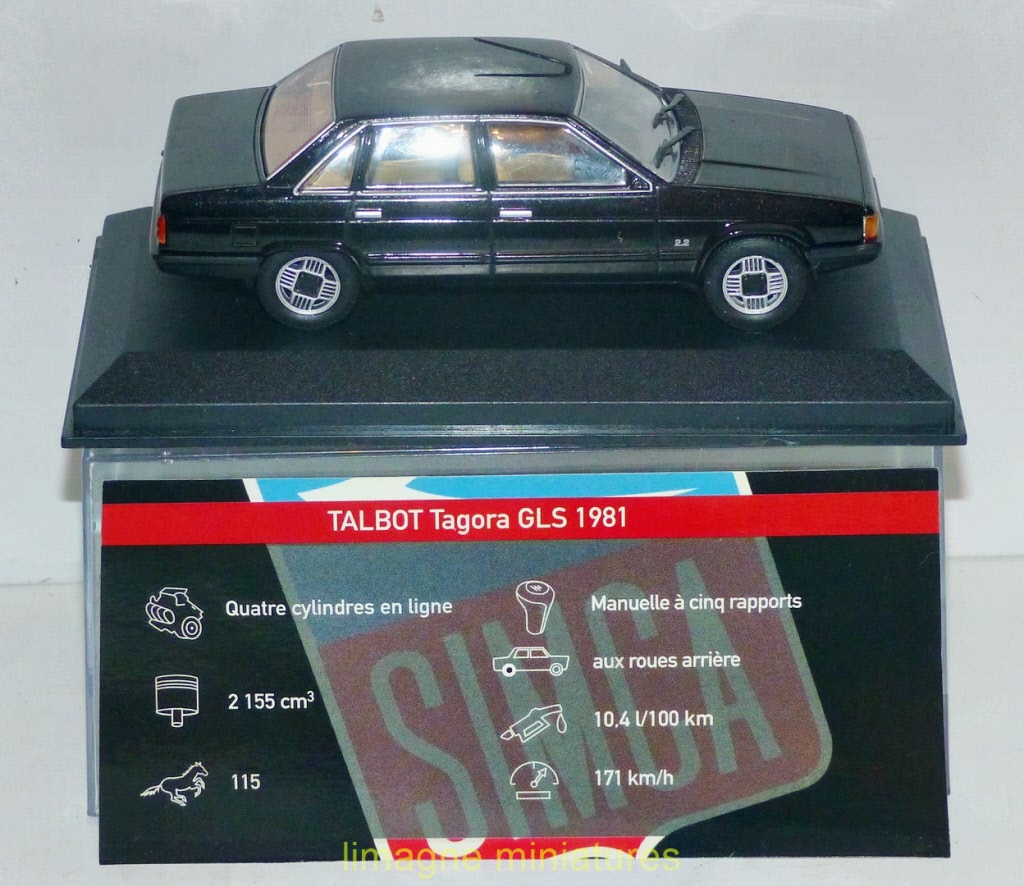 2.2
TALBOT Tagora GLS 1981
Quatre cylindres en ligne
Manuelle à cinq rapports
aux roues arrière
2 155 cm³
10,4 l/100 km
115
171 km/h
SIMCA
limagne miniatures